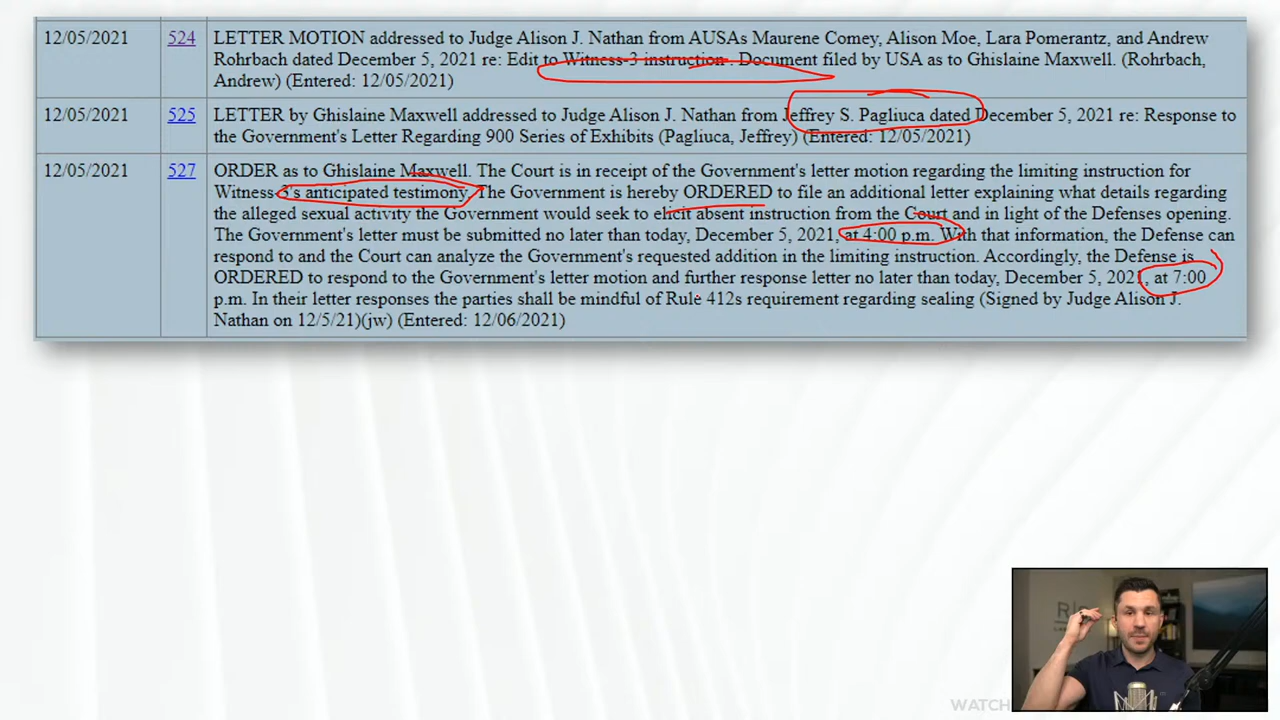 12/05/2021 524 LETTER MOTION addressed to Judge Alison J. Nathan from AUSAs Maurene Comey, Alison Moe, Lara Pomerantz, and Andrew
Rohrbach dated December 5, 2021 re: Edit to Witness-3 instruction . Document filed by USA as to Ghislaine Maxwell. (Rohrbach,
Andrew) (Entered: 12/05/2021)
12/05/2021 525 LETTER by Ghislaine Maxwell addressed to Judge Alison J. Nathan from Jeffrey S. Pagliuca dated December 5, 2021 re: Response to
the Government's Letter Regarding 900 Series of Exhibits (Pagliuca, Jeffrey) (Entered: 12/05/2021)
12/05/2021 527 ORDER as to Ghislaine Maxwell. The Court is in receipt of the Government's letter motion regarding the limiting instruction for
Witness-3's anticipated testimony. The Government is hereby ORDERED to file an additional letter explaining what details regarding
the alleged sexual activity the Government would seek to elicit absent instruction from the Court and in light of the Defenses opening.
The Government's letter must be submitted no later than today, December 5, 2021, at 4:00 p.m. With that information, the Defense can
respond to and the Court can analyze the Government's requested addition in the limiting instruction. Accordingly, the Defense is
ORDERED to respond to the Government's letter motion and further response letter no later than today, December 5, 2021, at 7:00
p.m. In their letter responses the parties shall be mindful of Rule 412s requirement regarding sealing (Signed by Judge Alison J.
Nathan on 12/5/21)(jw) (Entered: 12/06/2021)
WATCH